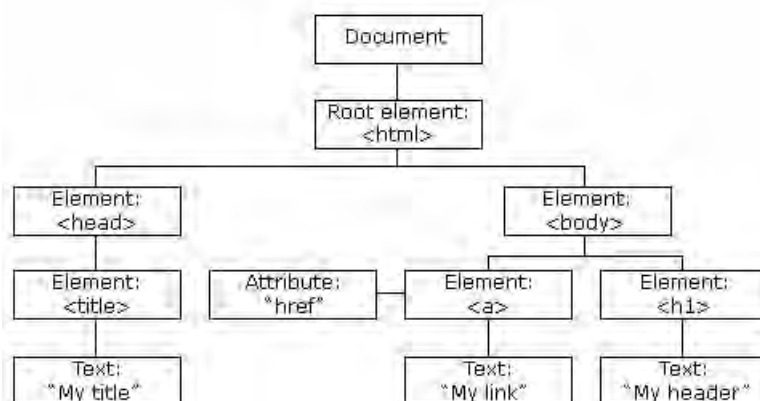 Document
Root element:
<html>
Element:
<head>
Element:
<body>
Element:
<title>
Attribute:
"href"
Element:
<a>
Element:
<h1>
Text:
"My title"
Text:
"My link"
Text:
"My header"